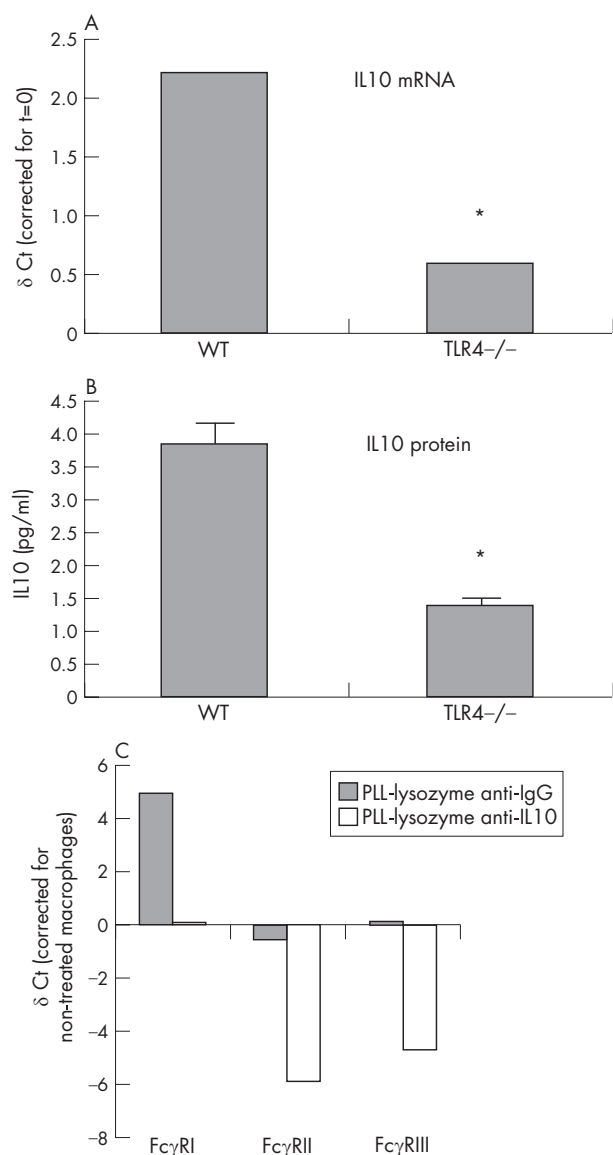 A
2.5
2.0
1.5
1.0
0.5
0
δ Ct (corrected for t=0)
IL10 mRNA
*
WT
TLR4−/−
B
4.5
4.0
3.5
3.0
2.5
2.0
1.5
1.0
0.5
0
IL10 (pg/ml)
IL10 protein
*
WT
TLR4−/−
C
6
4
2
0
−2
−4
−6
−8
δ Ct (corrected for
non-treated macrophages)
PLL-lysozyme anti-IgG
PLL-lysozyme anti-IL10
FcγRI
FcγRII
FcγRIII